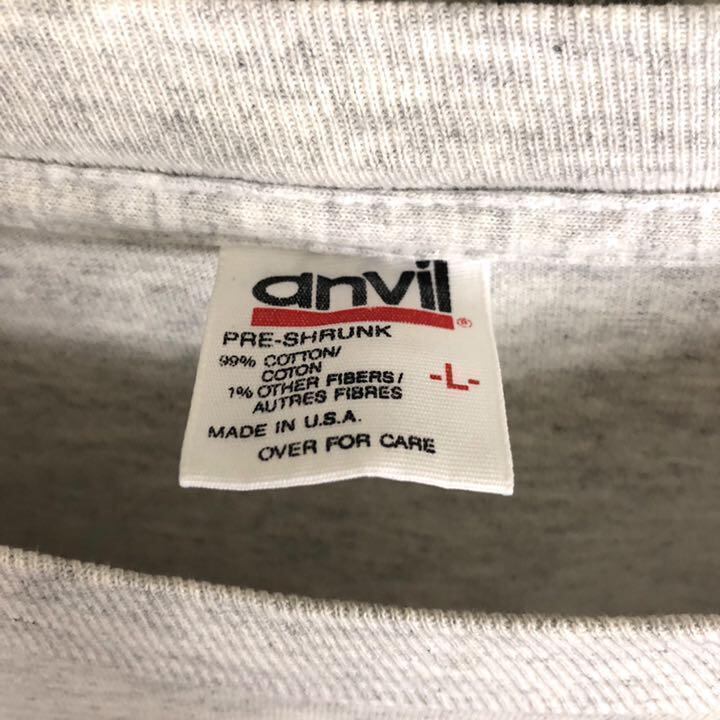 anvil®
PRE-SHRUNK
99% COTTON/
COTON
1% OTHER FIBERS/
AUTRES FIBRES
-L-
MADE IN U.S.A.
OVER FOR CARE